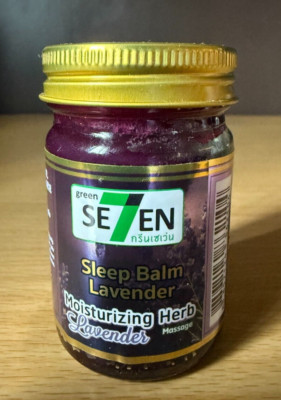 green
SE7EN
กรีนเซเว่น
Sleep Balm
Lavender
Moisturizing Herb
Lavender Massage